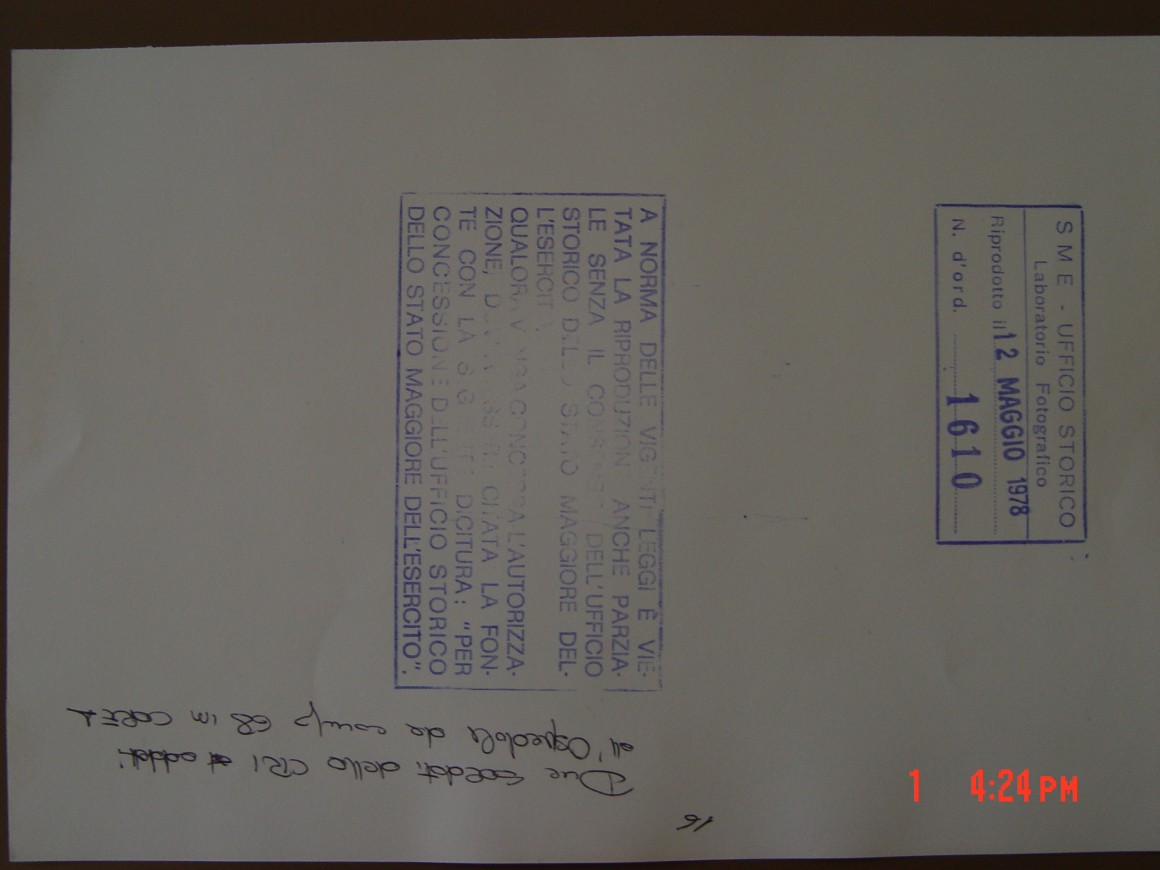 S M E - UFFICIO STORICO
Laboratorio Fotografico
Riprodotto il 12 MAGGIO 1978
N. d'ord. 1610
A NORMA DELLE VIGENTI LEGGI È VIE-
TATA LA RIPRODUZIONE ANCHE PARZIA-
LE SENZA IL CONSENSO DELL'UFFICIO
STORICO DELLO STATO MAGGIORE DEL-
L'ESERCITO
QUALORA VENGA CONCESSA L'AUTORIZZA-
ZIONE, DOVRÀ ESSERE CITATA LA FON-
TE CON LA SEGUENTE DICITURA: "PER
CONCESSIONE DELL'UFFICIO STORICO
DELLO STATO MAGGIORE DELL'ESERCITO".
16
Due soldati della CRI addetti
all'Ospedale da campo 68 in COREA
1 4:24 PM